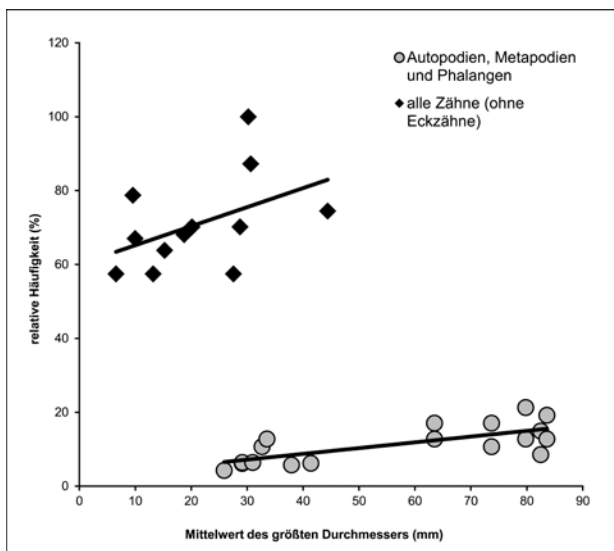 120
100
80
60
40
20
0
relative Häufigkeit (%)
Autopodien, Metapodien
und Phalangen
alle Zähne (ohne
Eckzähne)
0 10 20 30 40 50 60 70 80 90
Mittelwert des größten Durchmessers (mm)